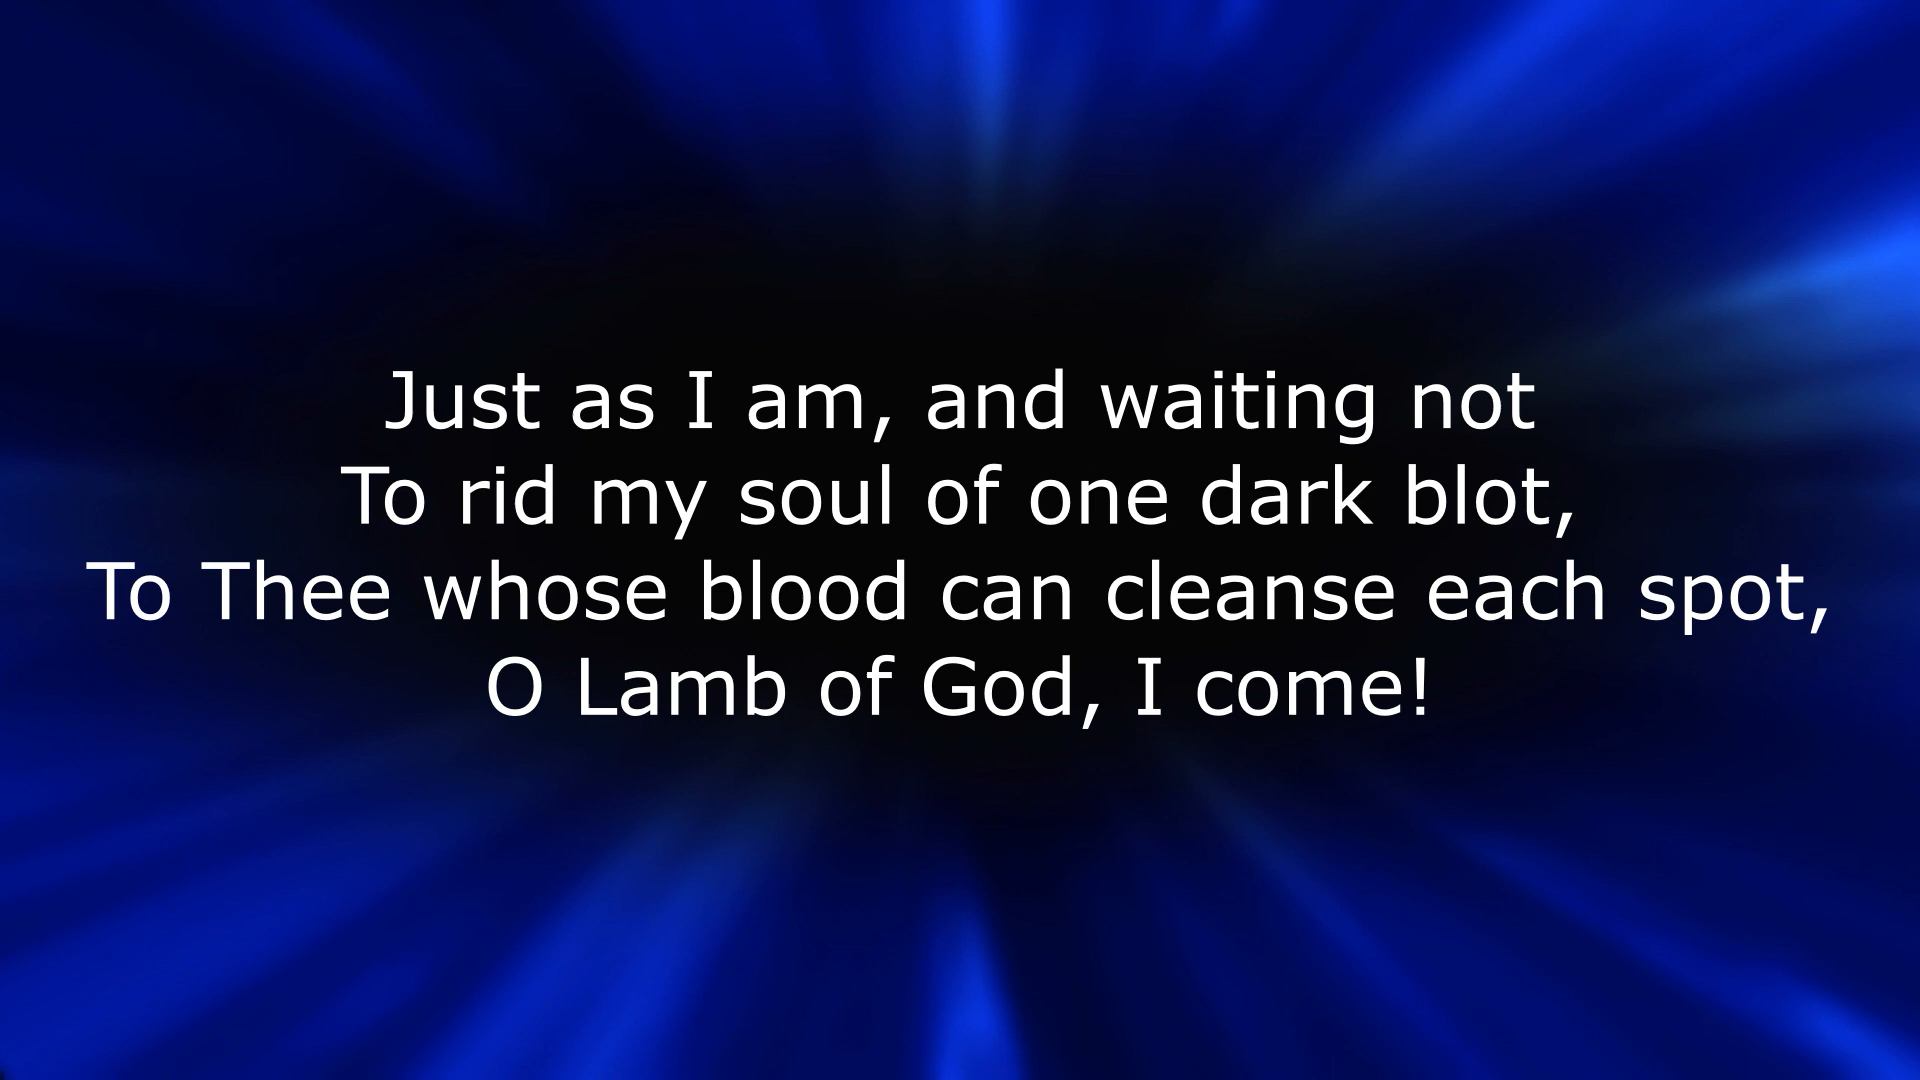 Just as I am, and waiting not
To rid my soul of one dark blot,
To Thee whose blood can cleanse each spot,
O Lamb of God, I come!